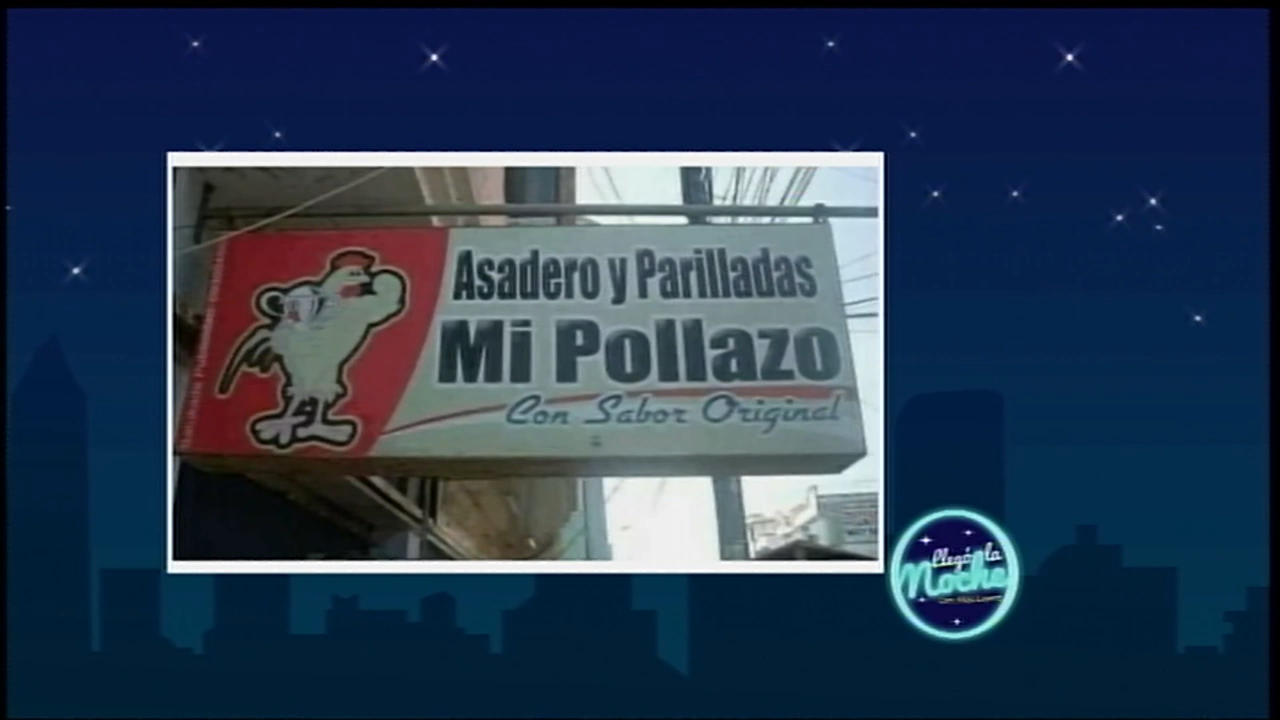 Asadero y Parilladas
Mi Pollazo
Con Sabor Original
Llegó la
Noche